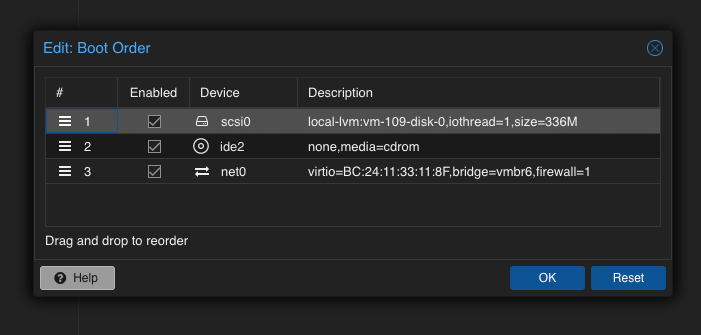 Edit: Boot Order
# Enabled Device Description
1 scsi0 local-lvm:vm-109-disk-0,iothread=1,size=336M
2 ide2 none,media=cdrom
3 net0 virtio=BC:24:11:33:11:8F,bridge=vmbr6,firewall=1
Drag and drop to reorder
? Help OK Reset